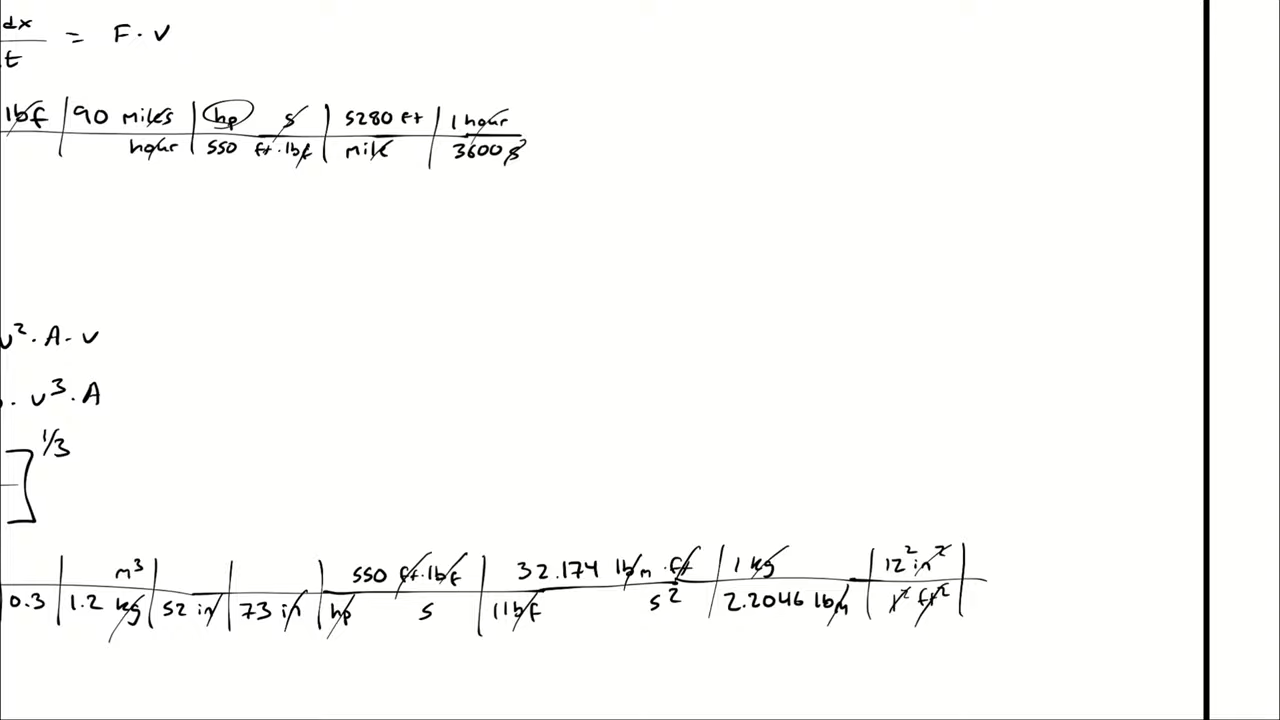 dx
— = F · v
t
lbf | 90 miles | hp s | 5280 ft | 1 hour
hour | 550 ft · lbf | mile | 3600 s
v² · A · v
· v³ · A
]^1/3
m³ | 550 ft · lbf | 32.174 lbm · ft | 1 kg | 12² in²
0.3 | 1.2 kg | 52 in | 73 in | hp s | 1 lbf s² | 2.2046 lbm | 1² ft²